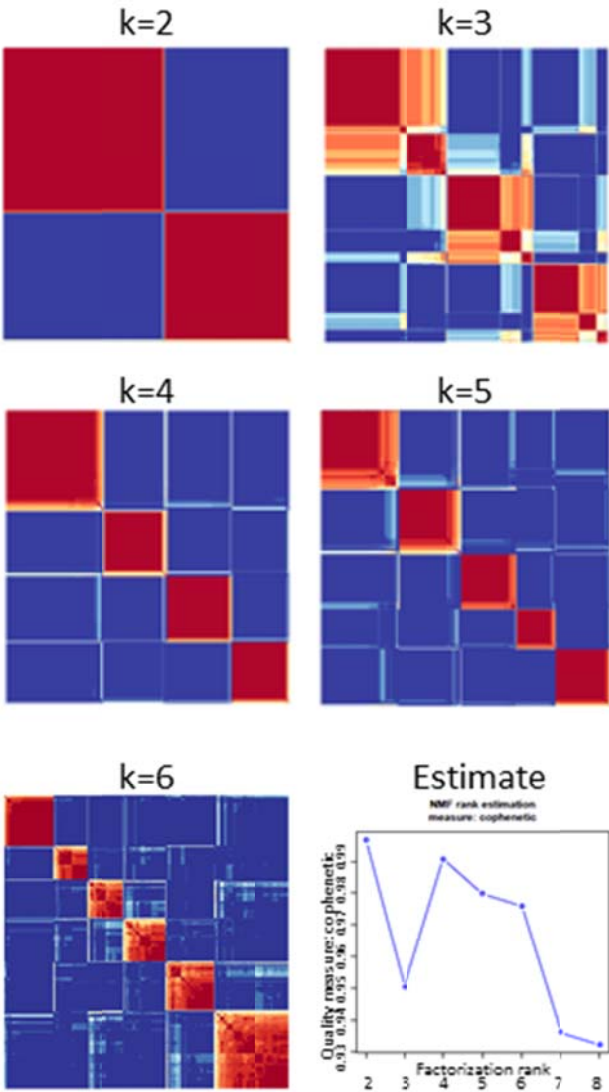 k=2
k=3
k=4
k=5
k=6
Estimate
NMF rank estimation
measure: cophenetic
Quality measure: cophenetic
0.99
0.98
0.97
0.96
0.95
0.94
0.93
Factorization rank
2 3 4 5 6 7 8